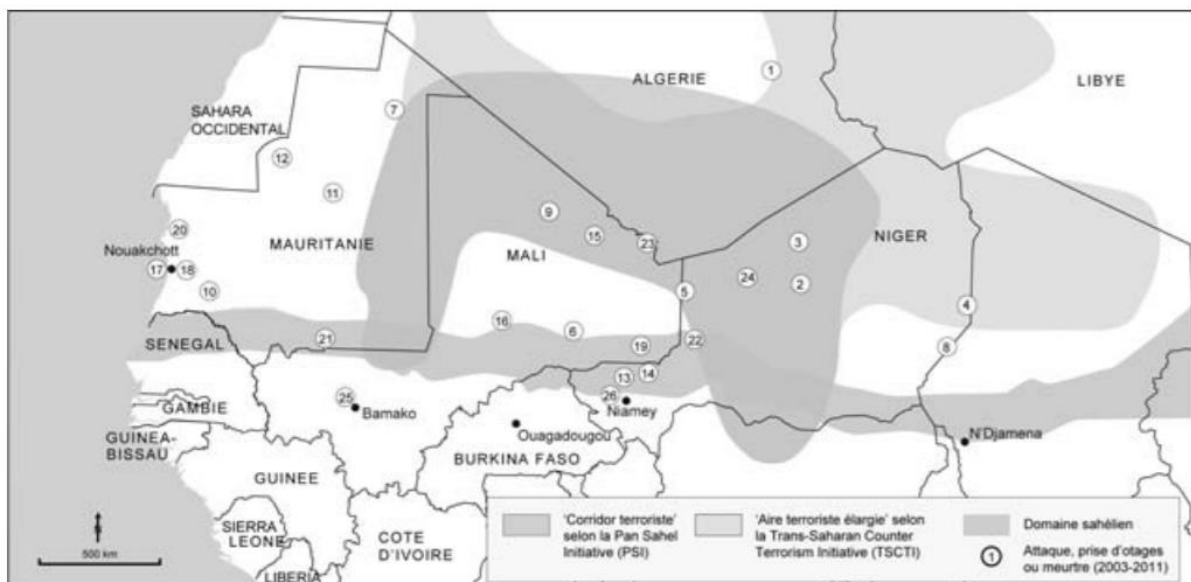 ALGERIE
LIBYE
1
SAHARA
OCCIDENTAL
7
12
11
9
20
15
23
3
NIGER
Nouakchott
MAURITANIE
MALI
17
18
24
2
10
5
4
16
6
21
19
22
8
SENEGAL
13
14
26
25
Bamako
Niamey
GAMBIE
Ouagadougou
N'Djamena
GUINEA-
BISSAU
BURKINA FASO
GUINEE
SIERRA
LEONE
COTE
D'IVOIRE
LIBERIA
N
500 km
'Corridor terroriste'
selon la Pan Sahel
Initiative (PSI)
'Aire terroriste élargie' selon
la Trans-Saharan Counter
Terrorism Initiative (TSCTI)
Domaine sahélien
1 Attaque, prise d'otages
ou meurtre (2003-2011)